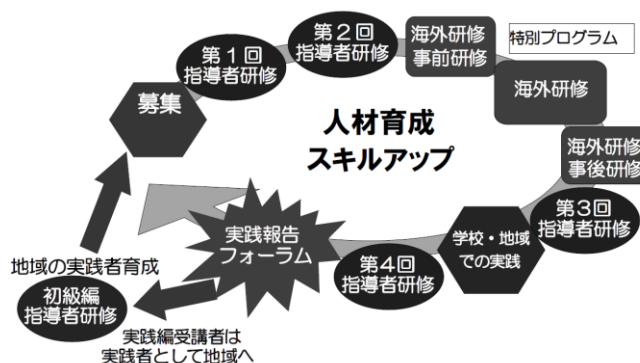 第1回
指導者研修
第2回
指導者研修
海外研修
事前研修
特別プログラム
募集
海外研修
人材育成
スキルアップ
海外研修
事後研修
第3回
指導者研修
学校・地域
での実践
第4回
指導者研修
実践報告
フォーラム
地域の実践者育成
初級編
指導者研修
実践編受講者は
実践者として地域へ